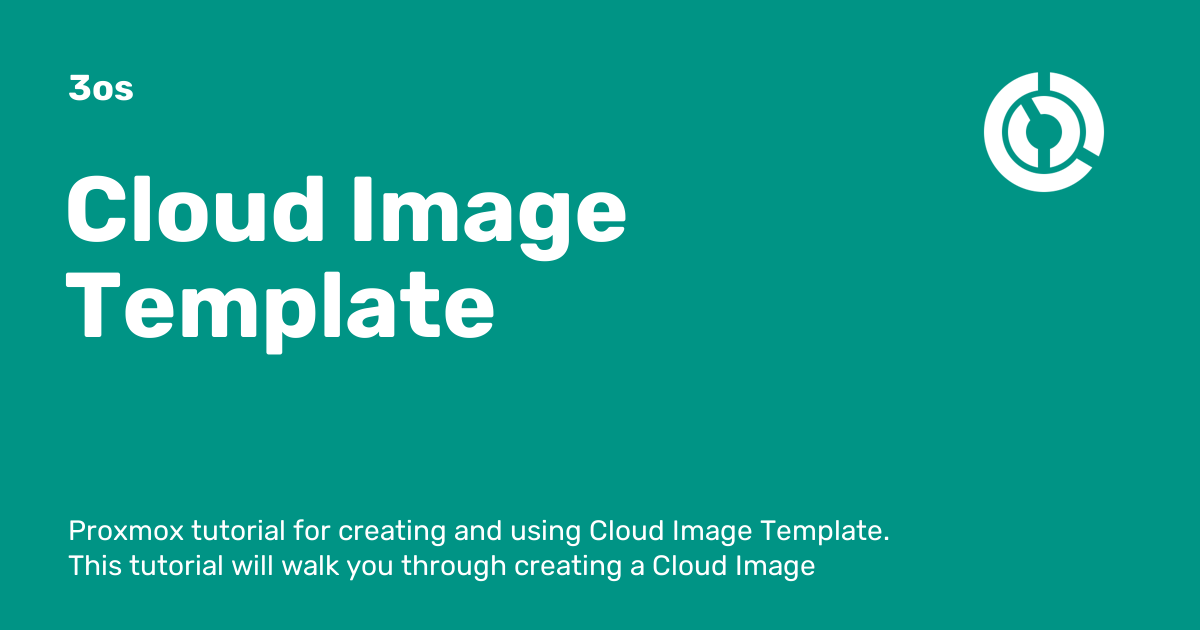 3os
Cloud Image
Template
Proxmox tutorial for creating and using Cloud Image Template.
This tutorial will walk you through creating a Cloud Image